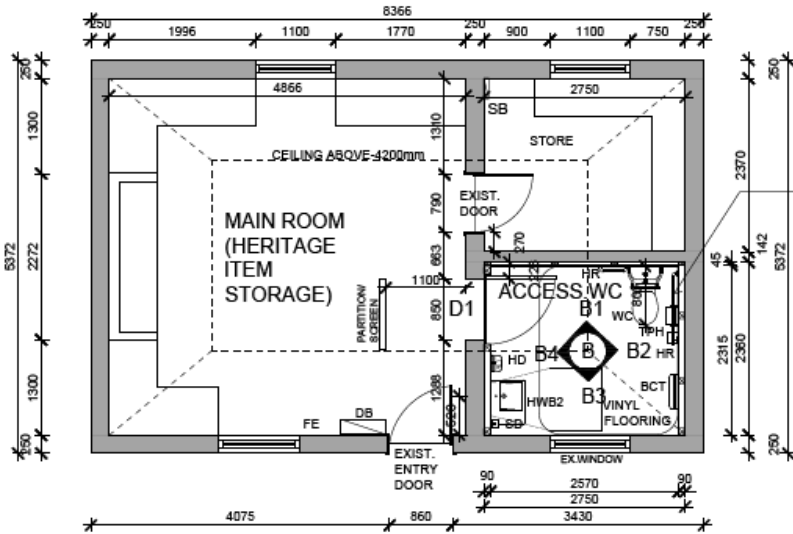 8366
250
1996
1100
1770
250
900
1100
750
250
250
4866
2750
SB
1300
1310
STORE
CEILING ABOVE-4200mm
2370
790
EXIST.
DOOR
MAIN ROOM
(HERITAGE
ITEM
STORAGE)
5372
2272
663
270
142
5372
45
1100
HR
ACCESS WC
D1
B1
850
WC
TPH
PARTITION/
SCREEN
B4
B
B2
HR
HD
2315
2360
BCT
1300
1288
HWB2
B3
VINYL
FLOORING
DB
FE
520
SD
250
250
EXIST.
ENTRY
DOOR
EX.WINDOW
90
2570
90
2750
4075
860
3430